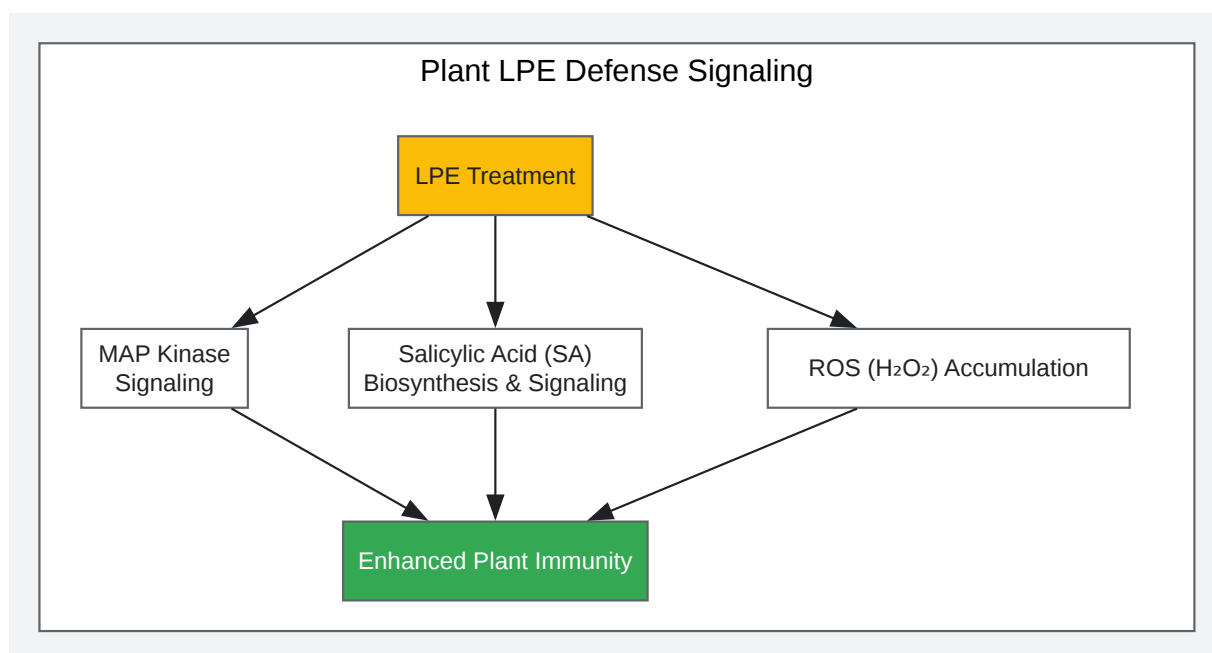 Plant LPE Defense Signaling
LPE Treatment
MAP Kinase
Signaling
Salicylic Acid (SA)
Biosynthesis & Signaling
ROS (H₂O₂) Accumulation
Enhanced Plant Immunity